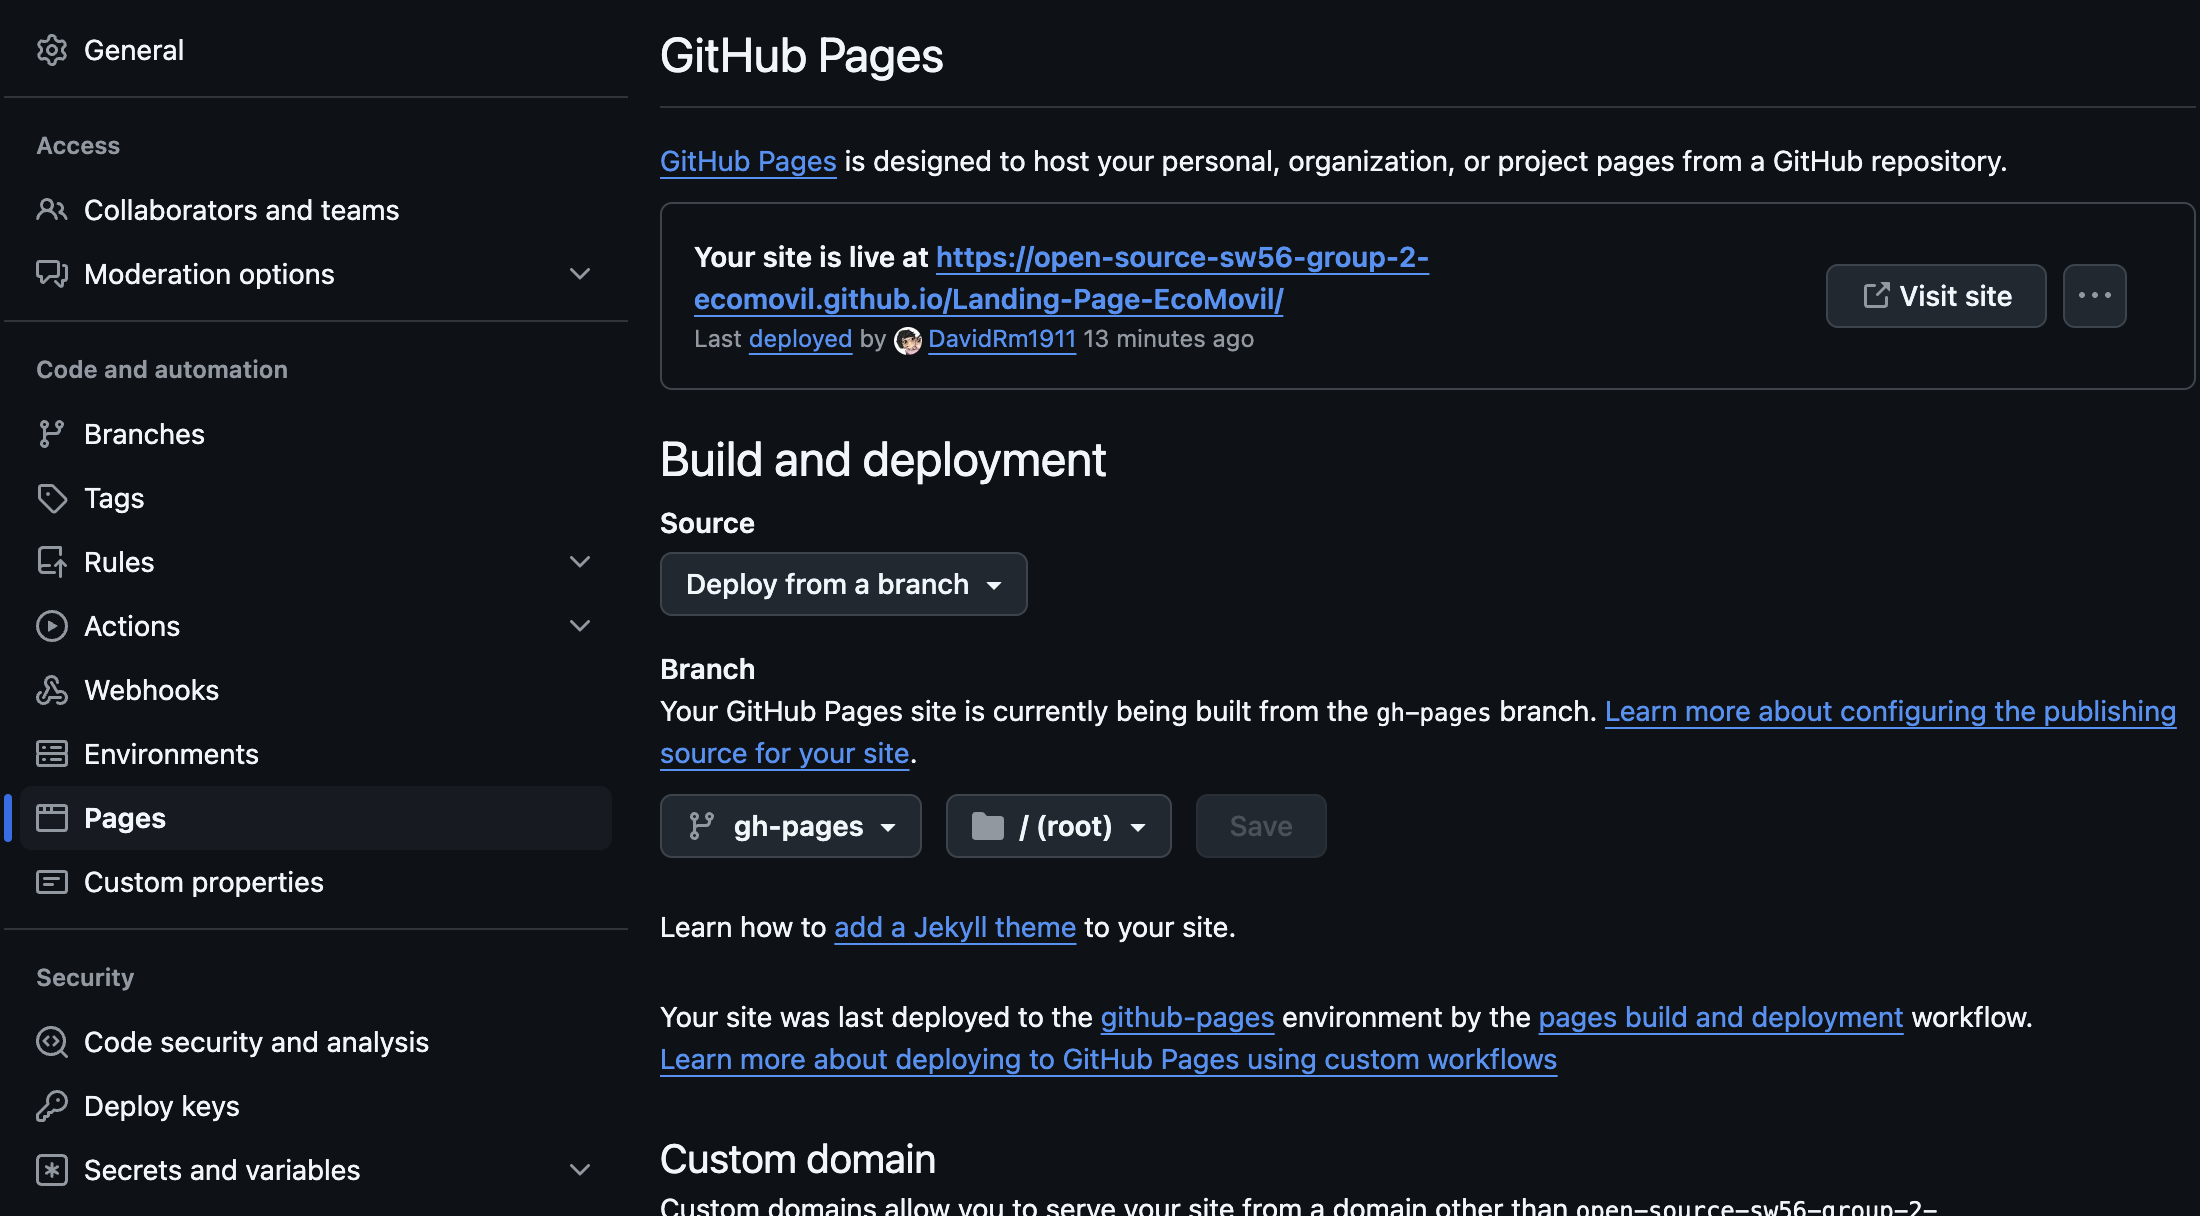 General
Access
Collaborators and teams
Moderation options
Code and automation
Branches
Tags
Rules
Actions
Webhooks
Environments
Pages
Custom properties
Security
Code security and analysis
Deploy keys
Secrets and variables
GitHub Pages
GitHub Pages is designed to host your personal, organization, or project pages from a GitHub repository.
Your site is live at https://open-source-sw56-group-2-
ecomovil.github.io/Landing-Page-EcoMovil/
Last deployed by DavidRm1911 13 minutes ago
Visit site
Build and deployment
Source
Deploy from a branch
Branch
Your GitHub Pages site is currently being built from the gh-pages branch. Learn more about configuring the publishing
source for your site.
gh-pages
/ (root)
Save
Learn how to add a Jekyll theme to your site.
Your site was last deployed to the github-pages environment by the pages build and deployment workflow.
Learn more about deploying to GitHub Pages using custom workflows
Custom domain
Custom domains allow you to serve your site from a domain other than open-source-sw56-group-2-